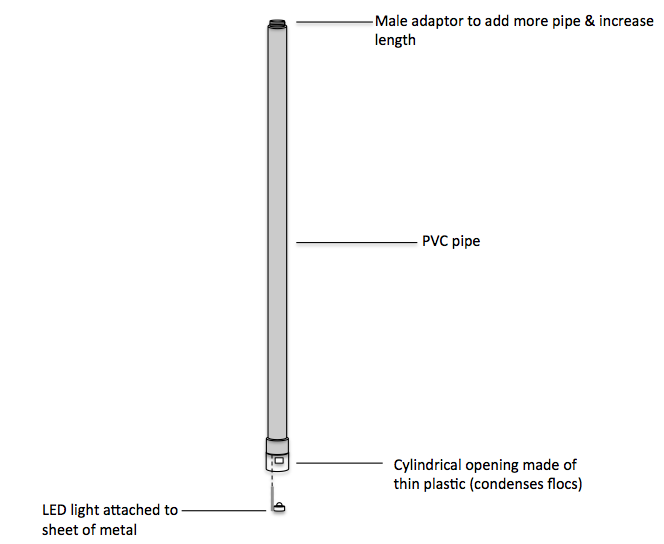 Male adaptor to add more pipe & increase
length
PVC pipe
Cylindrical opening made of
thin plastic (condenses flocs)
LED light attached to
sheet of metal